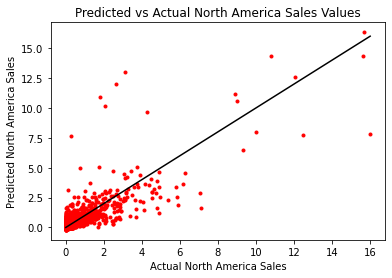 Predicted vs Actual North America Sales Values
Predicted North America Sales
15.0
12.5
10.0
7.5
5.0
2.5
0.0
0 2 4 6 8 10 12 14 16
Actual North America Sales